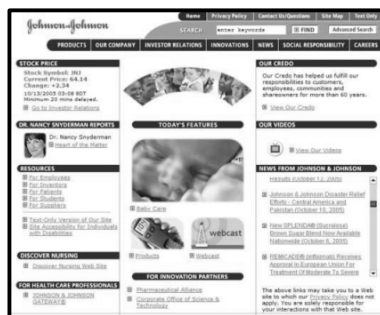 Home Privacy Policy Contact Us/Questions Site Map Text Only
Johnson & Johnson
SEARCH enter keywords FIND Advanced Search
PRODUCTS OUR COMPANY INVESTOR RELATIONS INNOVATIONS NEWS SOCIAL RESPONSIBILITY CAREERS
STOCK PRICE
Stock Symbol: JNJ
Current Price: 64.14
Change: +2.34
10/13/2005 03:08 EDT
Minimum 20 mins delayed.
Go to Investor Relations
DR. NANCY SNYDERMAN REPORTS
Dr. Nancy Snyderman
Heart of the Matter
RESOURCES
For Employees
For Inventors
For Patients
For Students
For Suppliers
Text-Only Version of Our Site
Site Accessibility for Individuals
with Disabilities
DISCOVER NURSING
Discover Nursing Web Site
FOR HEALTH CARE PROFESSIONALS
JOHNSON & JOHNSON
GATEWAY®
TODAY'S FEATURES
Baby Care
webcast
Products
Webcast
FOR INNOVATION PARTNERS
Pharmaceutical Alliance
Corporate Office of Science &
Technology
OUR CREDO
Our Credo has helped us fulfill our
responsibilities to customers,
employees, communities and
shareowners for more than 60 years.
View Our Credo
OUR VIDEOS
View Our Videos
NEWS FROM JOHNSON & JOHNSON
Results (October 12, 2005)
Johnson & Johnson Disaster Relief
Efforts - Central America and
Pakistan (October 10, 2005)
New SPLENDA® (Sucralose)
Brown Sugar Blend Now Available
Nationwide (October 6, 2005)
REMICADE® (infliximab) Receives
Approval In European Union For
Treatment Of Moderate To Severe
The above links may take you to a Web
site to which our Privacy Policy does not
apply. You are solely responsible for
your interactions with that Web site.